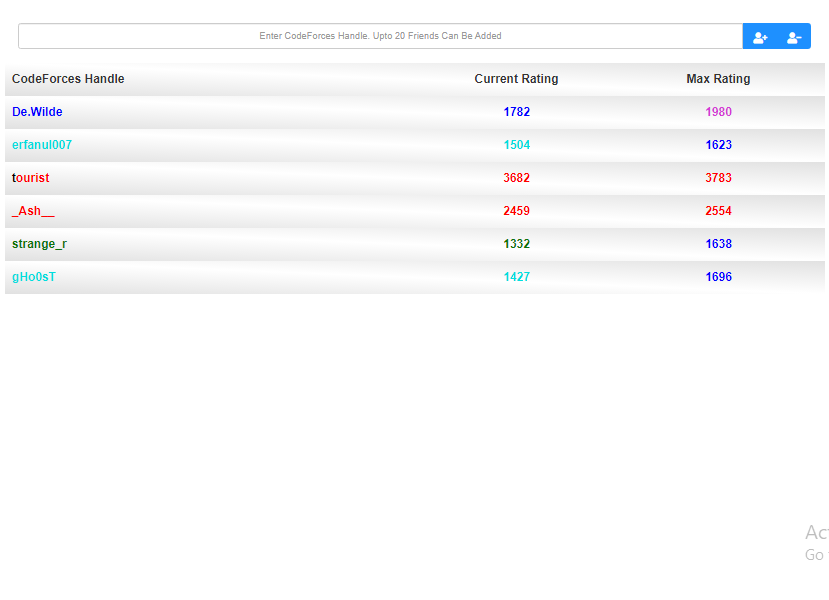 Enter CodeForces Handle. Upto 20 Friends Can Be Added
CodeForces Handle Current Rating Max Rating
De.Wilde 1782 1980
erfanul007 1504 1623
tourist 3682 3783
_Ash__ 2459 2554
strange_r 1332 1638
gHo0sT 1427 1696
Go